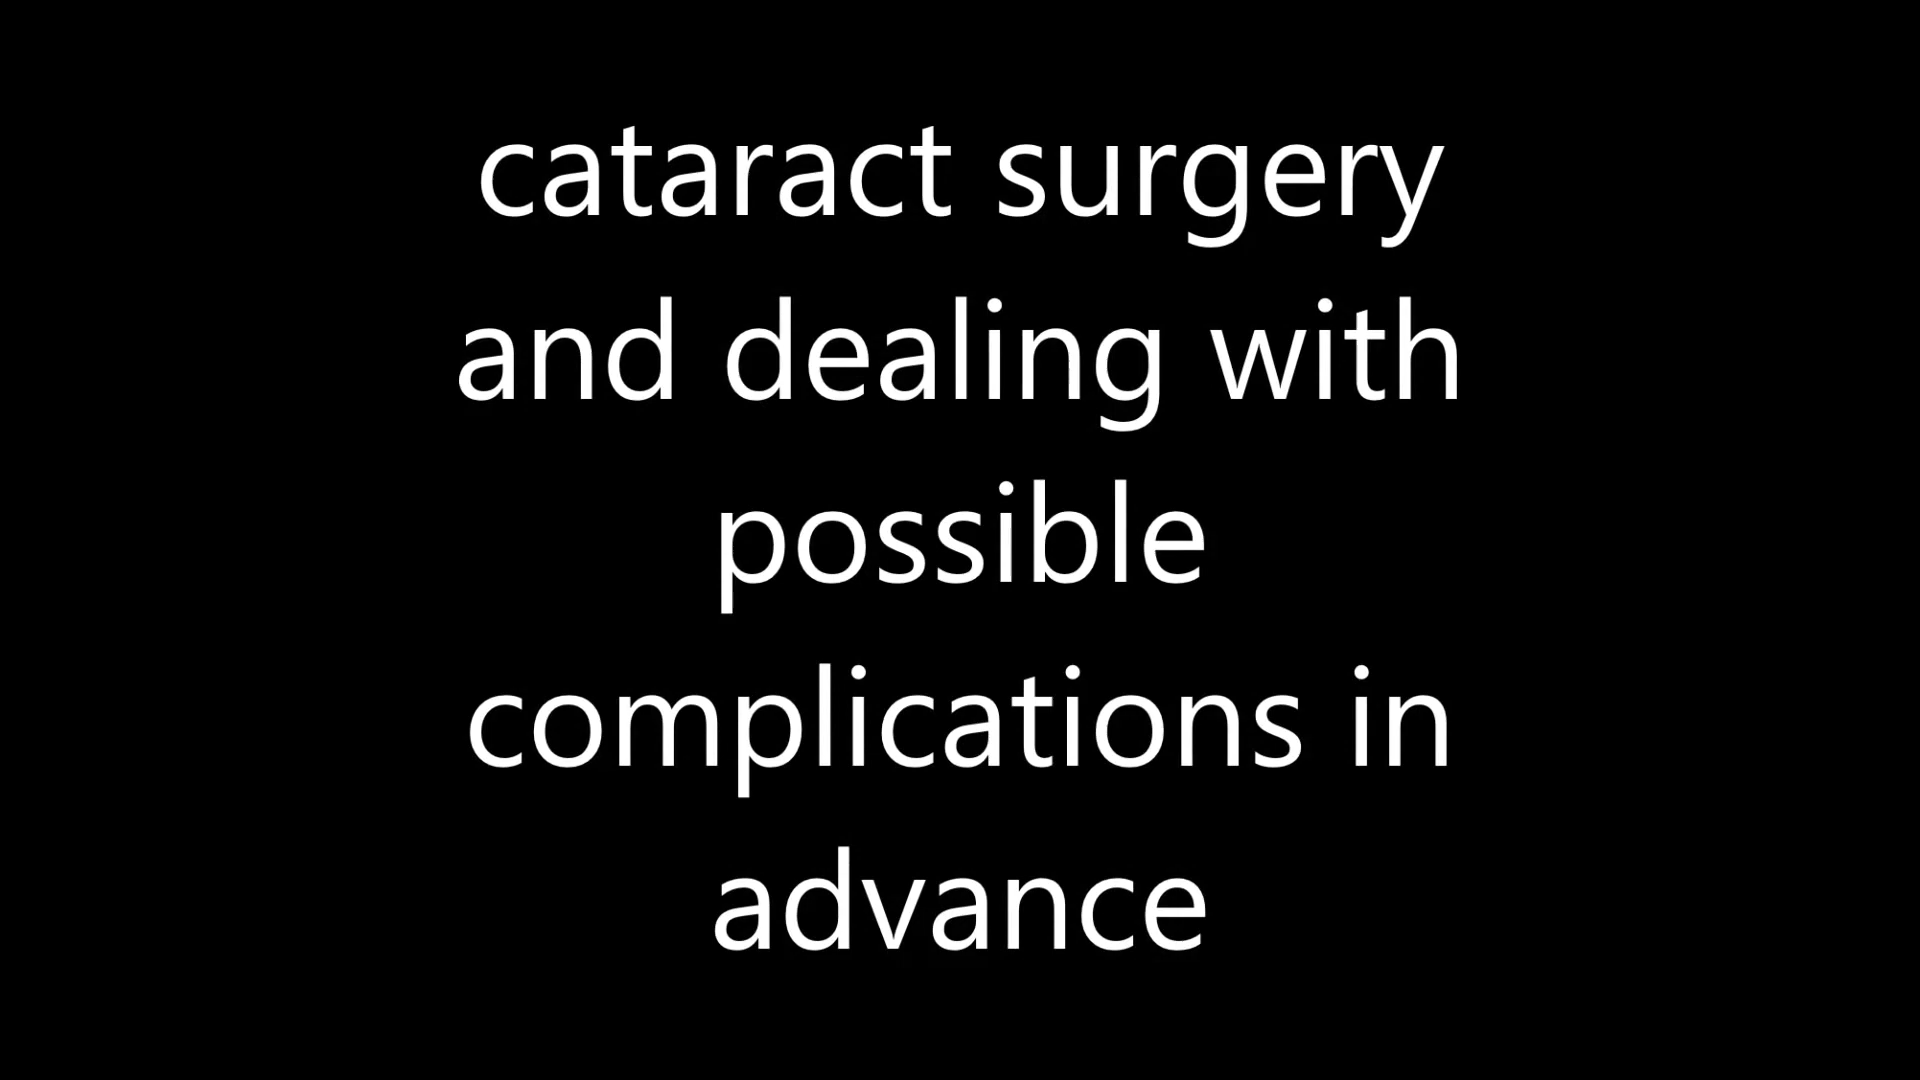 cataract surgery
and dealing with
possible
complications in
advance